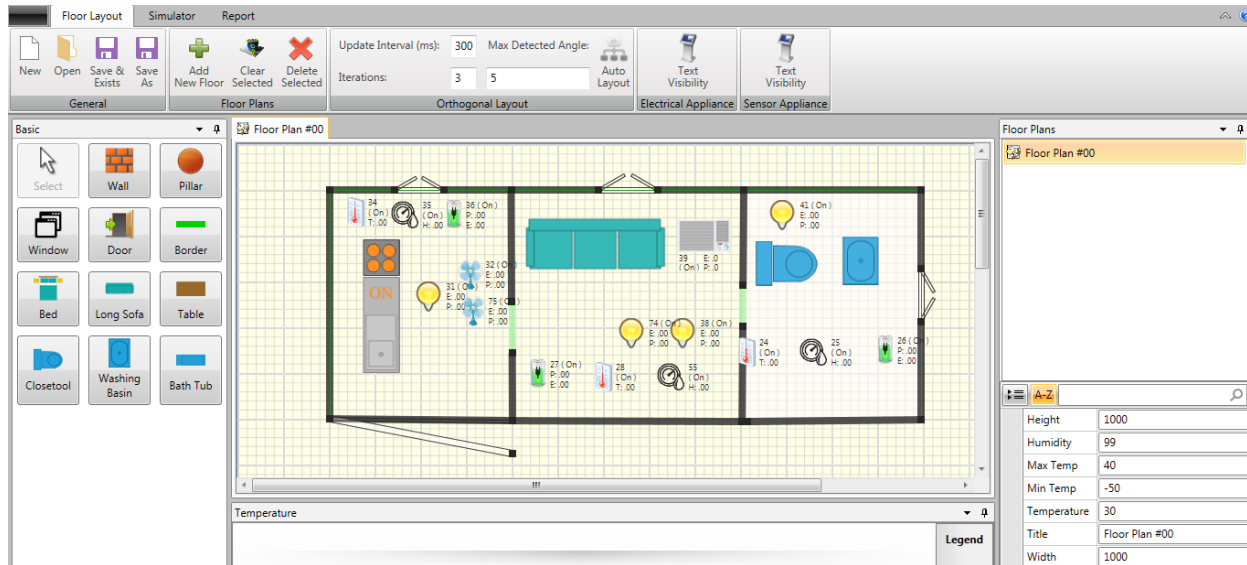 Floor Layout Simulator Report
New
Open
Save & Exists
Save As
General
Add New Floor
Clear Selected
Delete Selected
Floor Plans
Update Interval (ms): 300
Max Detected Angle:
Iterations: 3 5
Auto Layout
Orthogonal Layout
Text Visibility
Electrical Appliance
Text Visibility
Sensor Appliance
Basic
Select
Wall
Pillar
Window
Door
Border
Bed
Long Sofa
Table
Closetool
Washing Basin
Bath Tub
Floor Plan #00
34
( On )
T: .00
35
( On )
H: .00
36 ( On )
P: .00
E: .00
32 ( On
E: .00
P: .00
31 ( O
E: .00
P: .00
75 ( On )
E: .00
P: .00
ON
39 E: .0
( On ) P: .0
41 ( On )
E: .00
P: .00
74 ( On )
E: .00
P: .00
38 ( On )
E: .00
P: .00
27 ( On )
P: .00
E: .00
28
( On )
T: .00
55
( On )
H: .00
24
( On )
T: .00
25
( On )
H: .00
26 ( On )
P: .00
E: .00
Temperature
Legend
Floor Plans
Floor Plan #00
A-Z
Height 1000
Humidity 99
Max Temp 40
Min Temp -50
Temperature 30
Title Floor Plan #00
Width 1000